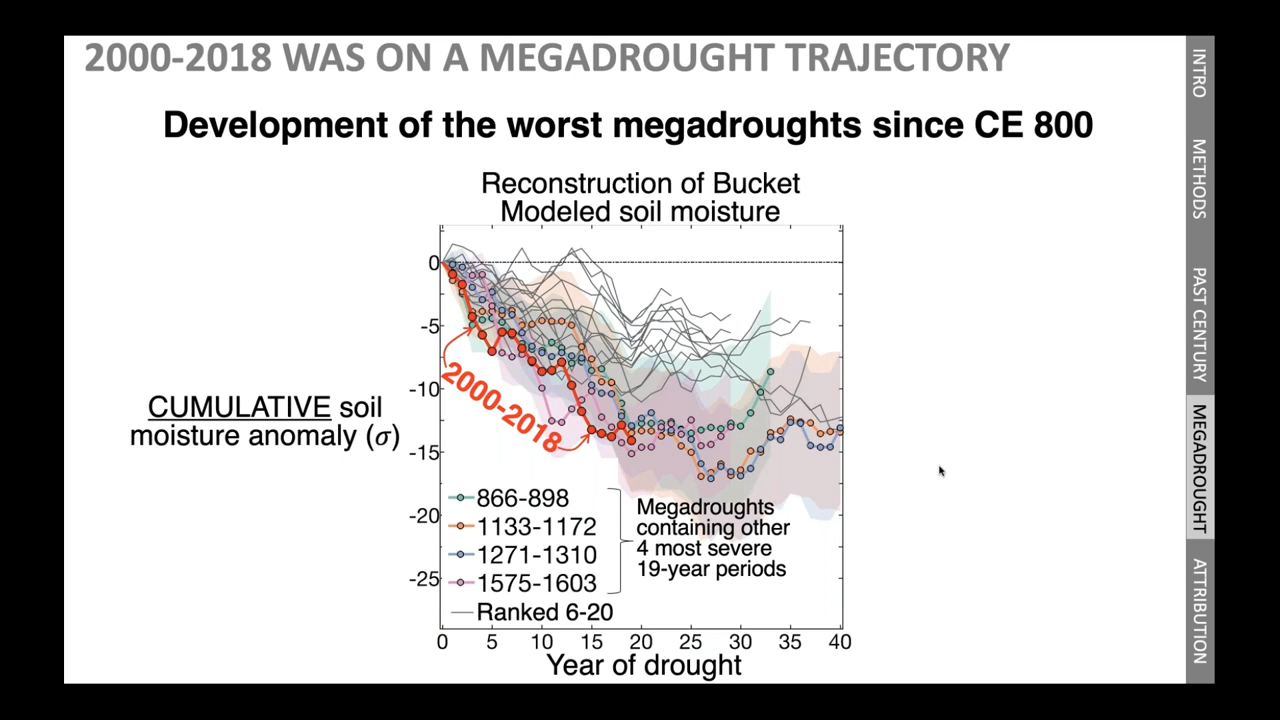 2000-2018 WAS ON A MEGADROUGHT TRAJECTORY
Development of the worst megadroughts since CE 800
Reconstruction of Bucket
Modeled soil moisture
CUMULATIVE soil
moisture anomaly (σ)
0
-5
-10
-15
-20
-25
2000-2018
866-898
1133-1172
1271-1310
1575-1603
Ranked 6-20
Megadroughts
containing other
4 most severe
19-year periods
0 5 10 15 20 25 30 35 40
Year of drought
INTRO
METHODS
PAST CENTURY
MEGADROUGHT
ATTRIBUTION